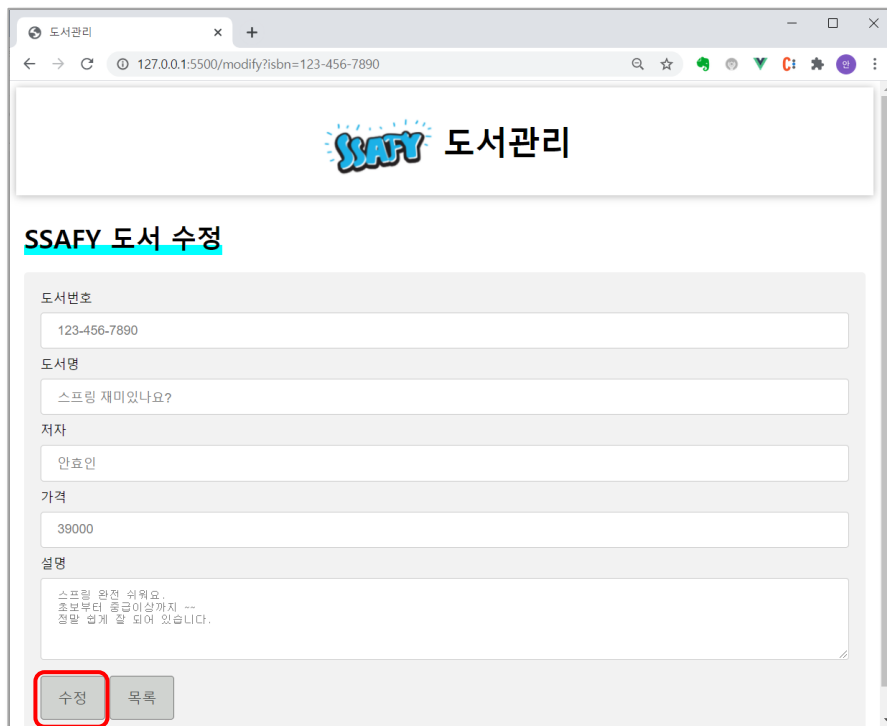 도서관리
127.0.0.1:5500/modify?isbn=123-456-7890
안
SSAFY 도서관리
SSAFY 도서 수정
도서번호
123-456-7890
도서명
스프링 재미있나요?
저자
안효인
가격
39000
설명
스프링 완전 쉬워요.
초보부터 중급이상까지 ~~
정말 쉽게 잘 되어 있습니다.
수정 목록